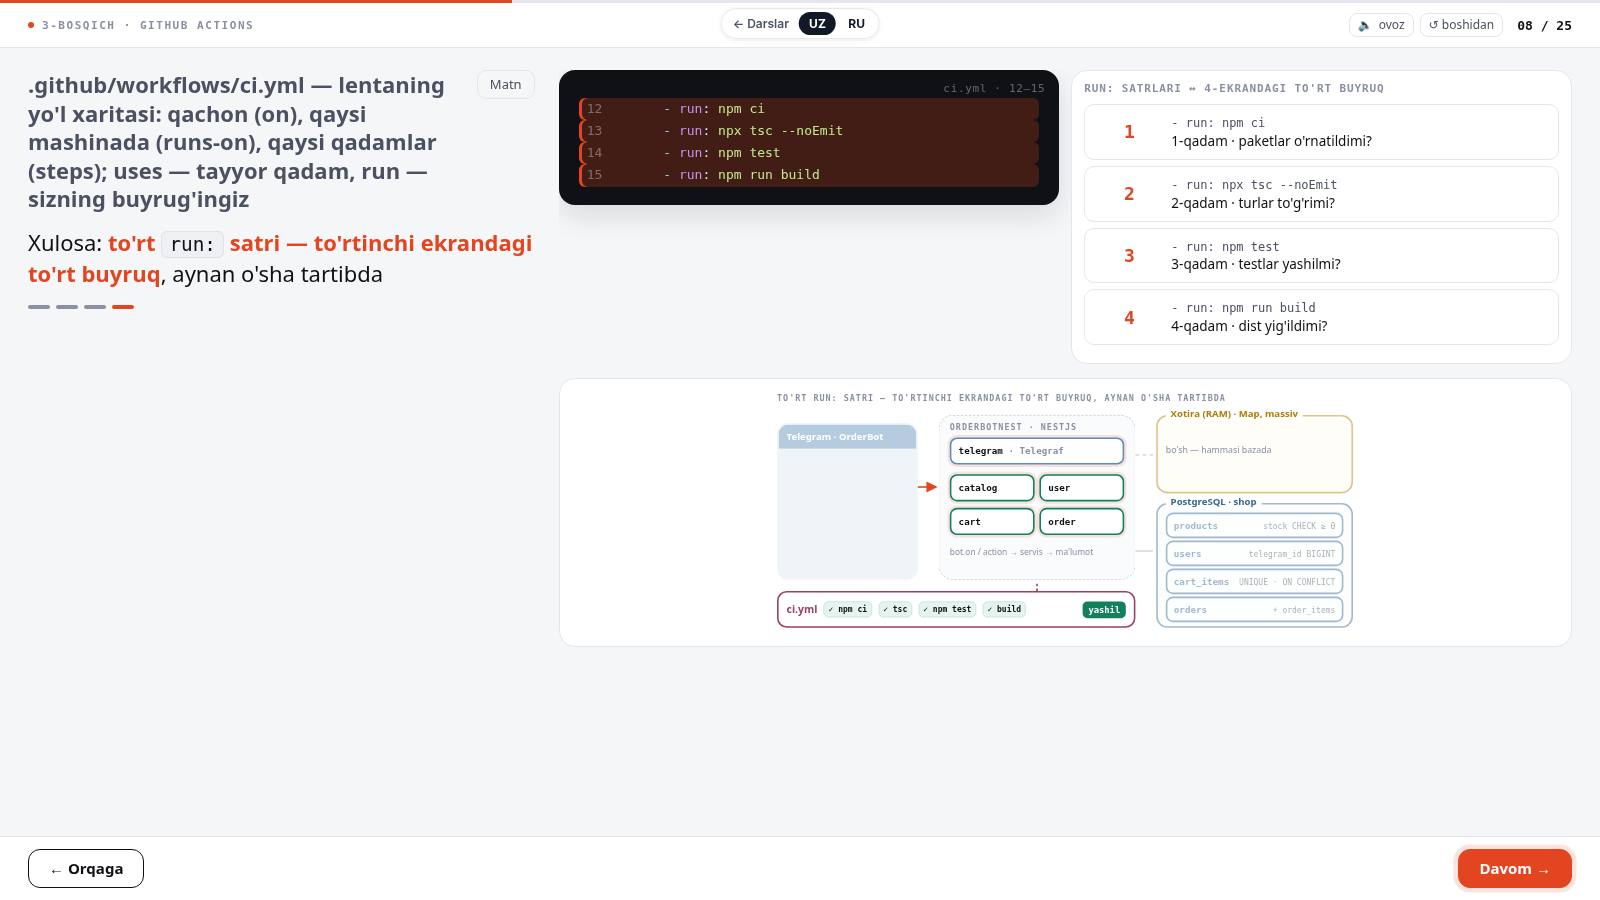 3-BOSQICH · GITHUB ACTIONS
← Darslar UZ RU
🔈 ovoz ↺ boshidan 08 / 25
.github/workflows/ci.yml — lentaning
yo'l xaritasi: qachon (on), qaysi
mashinada (runs-on), qaysi qadamlar
(steps); uses — tayyor qadam, run —
sizning buyrug'ingiz
Matn
Xulosa: to'rt run: satri — to'rtinchi ekrandagi
to'rt buyruq, aynan o'sha tartibda
ci.yml · 12–15
12 - run: npm ci
13 - run: npx tsc --noEmit
14 - run: npm test
15 - run: npm run build
RUN: SATRLARI ↔ 4-EKRANDAGI TO'RT BUYRUQ
1 - run: npm ci
1-qadam · paketlar o'rnatildimi?
2 - run: npx tsc --noEmit
2-qadam · turlar to'g'rimi?
3 - run: npm test
3-qadam · testlar yashilmi?
4 - run: npm run build
4-qadam · dist yig'ildimi?
TO'RT RUN: SATRI — TO'RTINCHI EKRANDAGI TO'RT BUYRUQ, AYNAN O'SHA TARTIBDA
Telegram · OrderBot
ORDERBOTNEST · NESTJS
telegram · Telegraf
catalog user
cart order
bot.on / action → servis → ma'lumot
Xotira (RAM) · Map, massiv
bo'sh — hammasi bazada
PostgreSQL · shop
products stock CHECK ≥ 0
users telegram_id BIGINT
cart_items UNIQUE · ON CONFLICT
orders + order_items
ci.yml ✓ npm ci ✓ tsc ✓ npm test ✓ build yashil
← Orqaga
Davom →